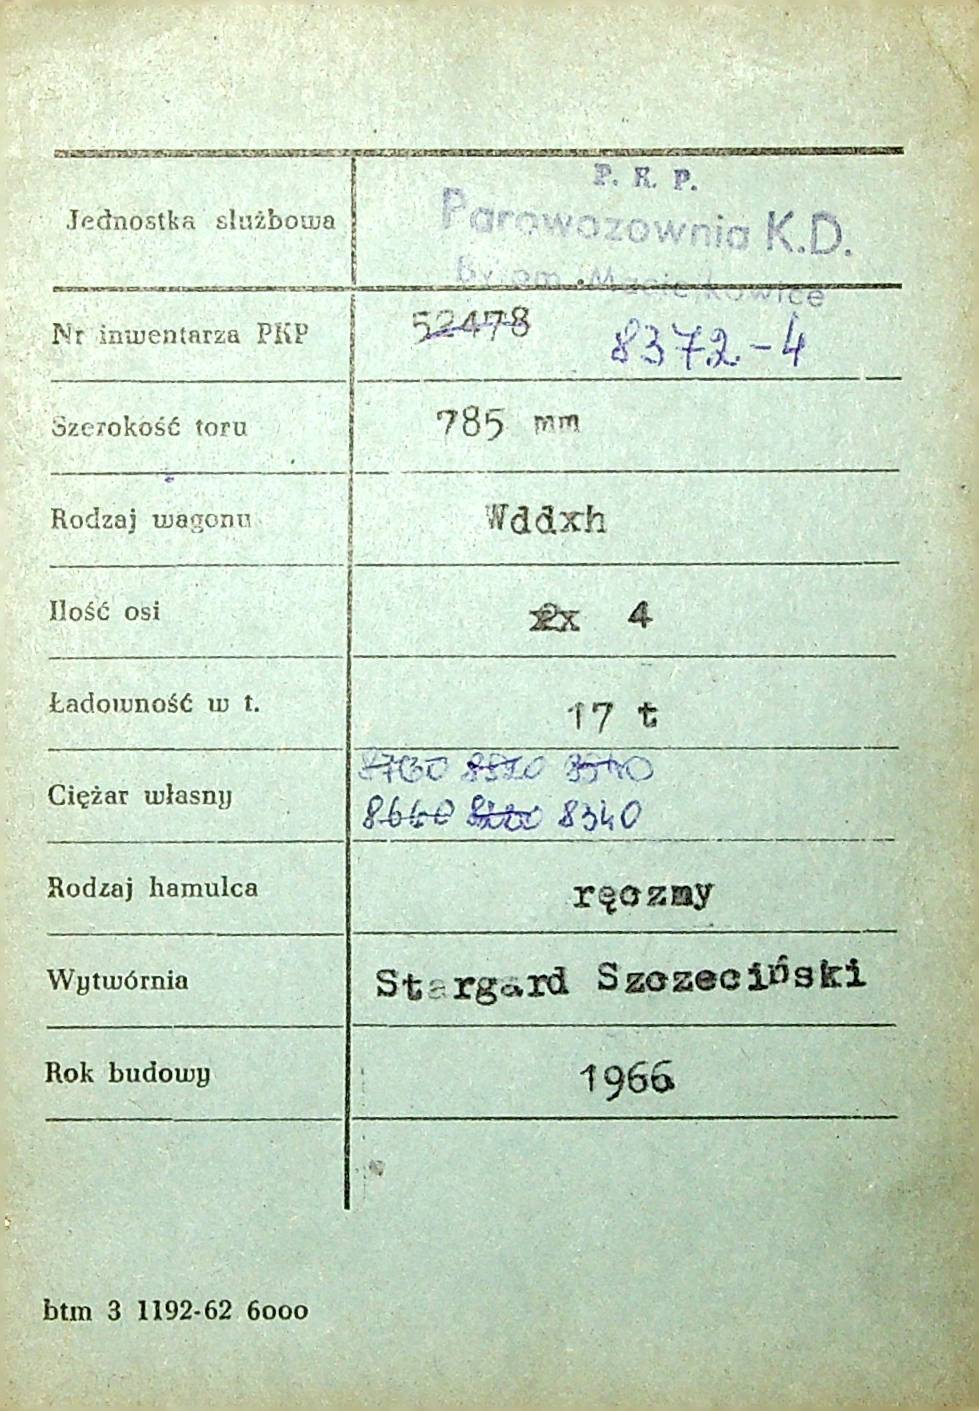 P. K. P.
Jednostka służbowa Parowozownia K.D.
Nr inwentarza PKP 52478 8372-4
Szerokość toru 785 mm
Rodzaj wagonu Wddxh
Ilość osi 2x 4
Ładowność w t. 17 t
Ciężar własny
8660 8340
Rodzaj hamulca ręczny
Wytwórnia Stargard Szczeciński
Rok budowy 1966
btm 3 1192-62 6000